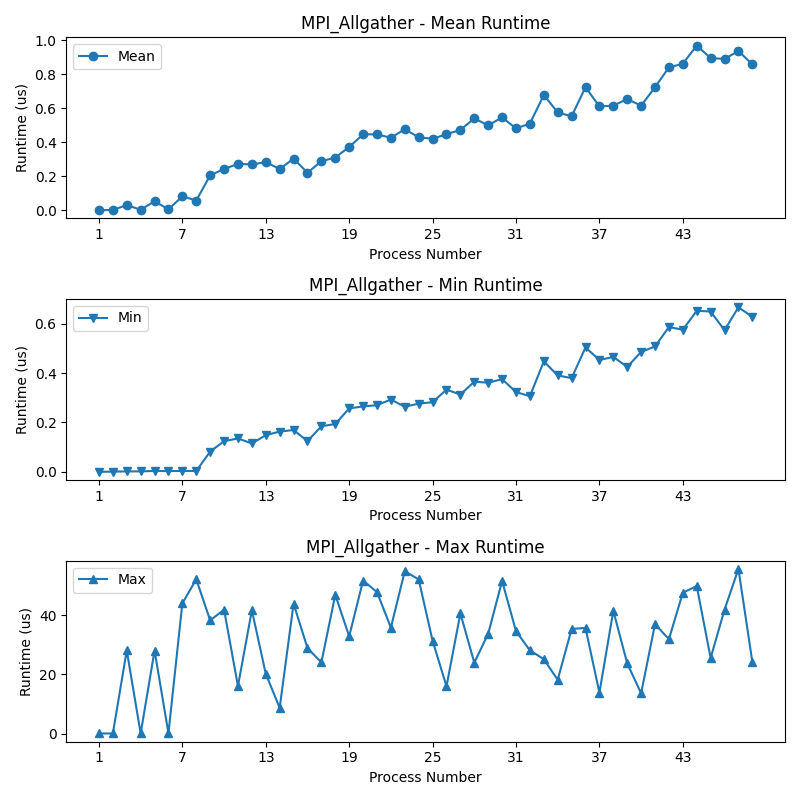 MPI_Allgather - Mean Runtime
Mean
1.0
0.8
0.6
0.4
0.2
0.0
Runtime (us)
1 7 13 19 25 31 37 43
Process Number
MPI_Allgather - Min Runtime
Min
0.6
0.4
0.2
0.0
Runtime (us)
1 7 13 19 25 31 37 43
Process Number
MPI_Allgather - Max Runtime
Max
40
20
0
Runtime (us)
1 7 13 19 25 31 37 43
Process Number